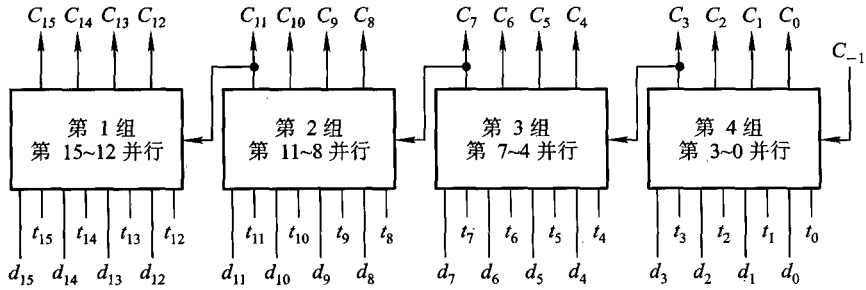 C₁₅ C₁₄ C₁₃ C₁₂ C₁₁ C₁₀ C₉ C₈ C₇ C₆ C₅ C₄ C₃ C₂ C₁ C₀
C₋₁
第 1 组 第 2 组 第 3 组 第 4 组
第 15~12 并行 第 11~8 并行 第 7~4 并行 第 3~0 并行
t₁₅ t₁₄ t₁₃ t₁₂ t₁₁ t₁₀ t₉ t₈ t₇ t₆ t₅ t₄ t₃ t₂ t₁ t₀
d₁₅ d₁₄ d₁₃ d₁₂ d₁₁ d₁₀ d₉ d₈ d₇ d₆ d₅ d₄ d₃ d₂ d₁ d₀